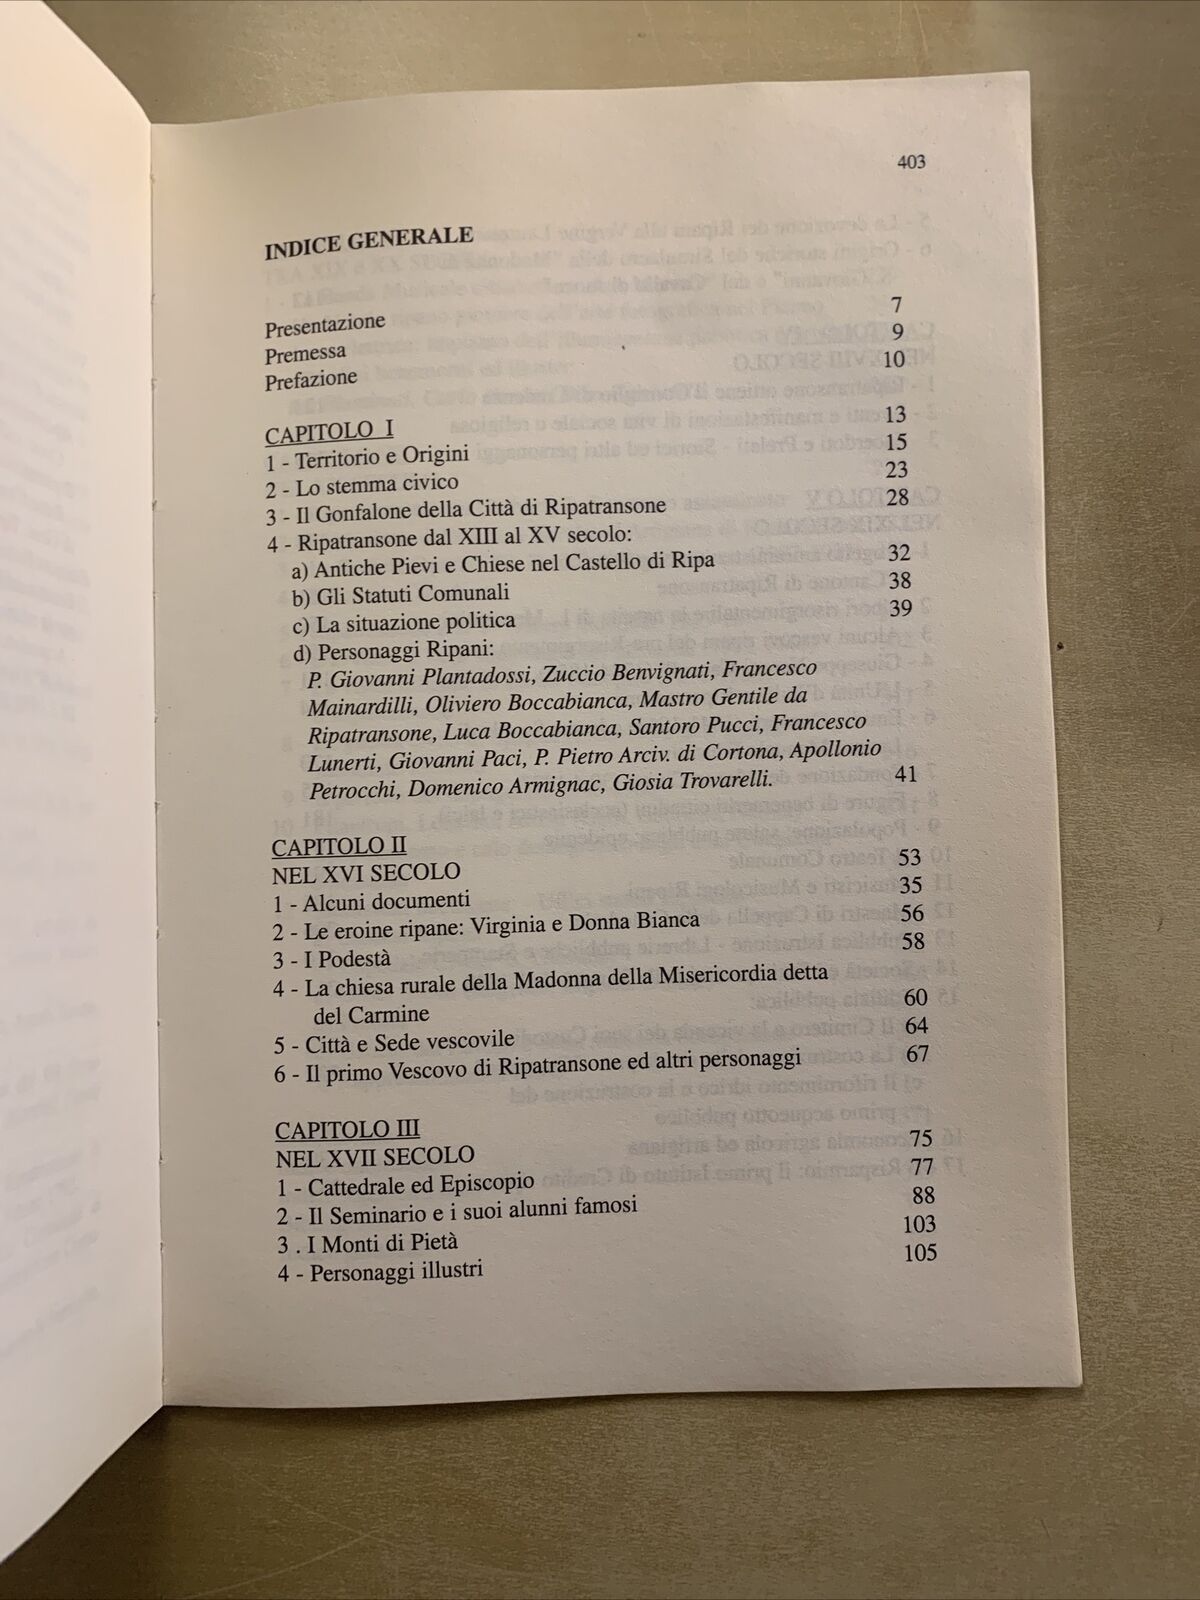 403
INDICE GENERALE
Presentazione 7
Premessa 9
Prefazione 10
CAPITOLO I 13
1 - Territorio e Origini 15
2 - Lo stemma civico 23
3 - Il Gonfalone della Città di Ripatransone 28
4 - Ripatransone dal XIII al XV secolo:
a) Antiche Pievi e Chiese nel Castello di Ripa 32
b) Gli Statuti Comunali 38
c) La situazione politica 39
d) Personaggi Ripani:
P. Giovanni Plantadossi, Zuccio Benvignati, Francesco
Mainardilli, Oliviero Boccabianca, Mastro Gentile da
Ripatransone, Luca Boccabianca, Santoro Pucci, Francesco
Lunerti, Giovanni Paci, P. Pietro Arciv. di Cortona, Apollonio
Petrocchi, Domenico Armignac, Giosia Trovarelli. 41
CAPITOLO II
NEL XVI SECOLO 53
1 - Alcuni documenti 35
2 - Le eroine ripane: Virginia e Donna Bianca 56
3 - I Podestà 58
4 - La chiesa rurale della Madonna della Misericordia detta
del Carmine 60
5 - Città e Sede vescovile 64
6 - Il primo Vescovo di Ripatransone ed altri personaggi 67
CAPITOLO III
NEL XVII SECOLO 75
1 - Cattedrale ed Episcopio 77
2 - Il Seminario e i suoi alunni famosi 88
3 . I Monti di Pietà 103
4 - Personaggi illustri 105